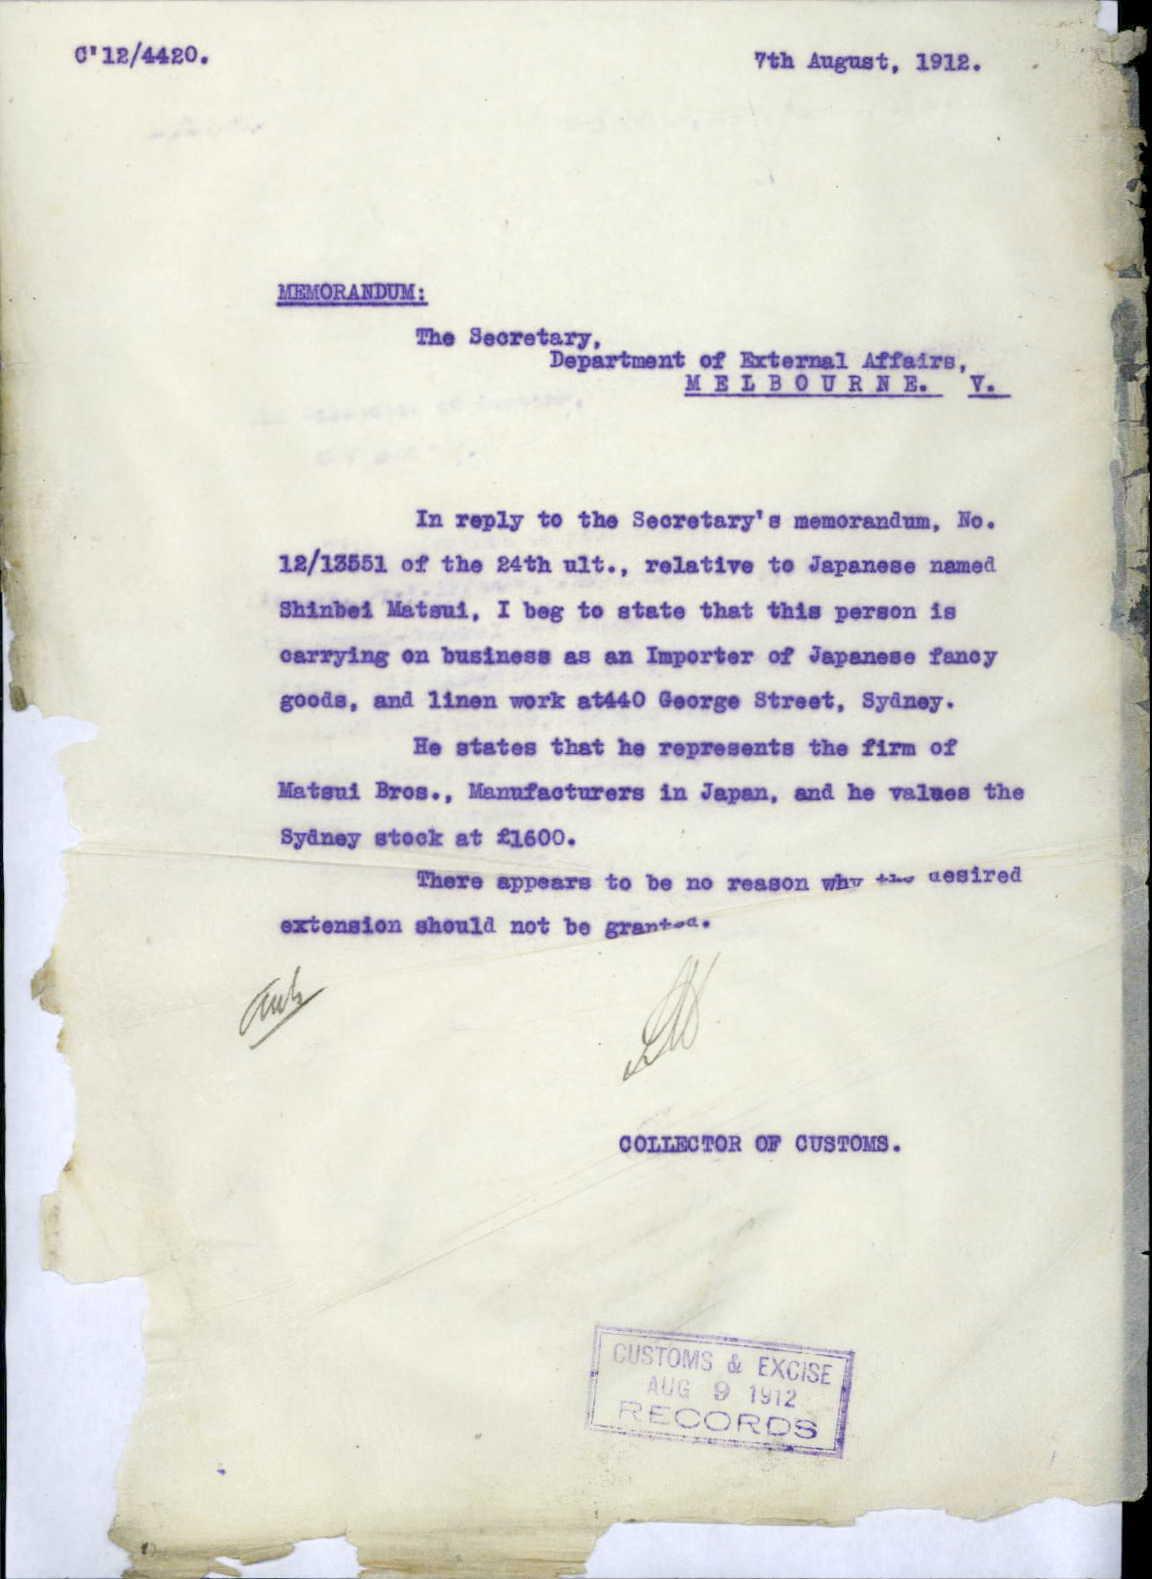 C'12/4420.
7th August, 1912.
MEMORANDUM:
The Secretary,
Department of External Affairs,
MELBOURNE. V.
In reply to the Secretary's memorandum, No.
12/13551 of the 24th ult., relative to Japanese named
Shinbei Matsui, I beg to state that this person is
carrying on business as an Importer of Japanese fancy
goods, and linen work at440 George Street, Sydney.
He states that he represents the firm of
Matsui Bros., Manufacturers in Japan, and he values the
Sydney stock at £1600.
There appears to be no reason why the desired
extension should not be granted.
COLLECTOR OF CUSTOMS.
CUSTOMS & EXCISE
AUG 9 1912
RECORDS